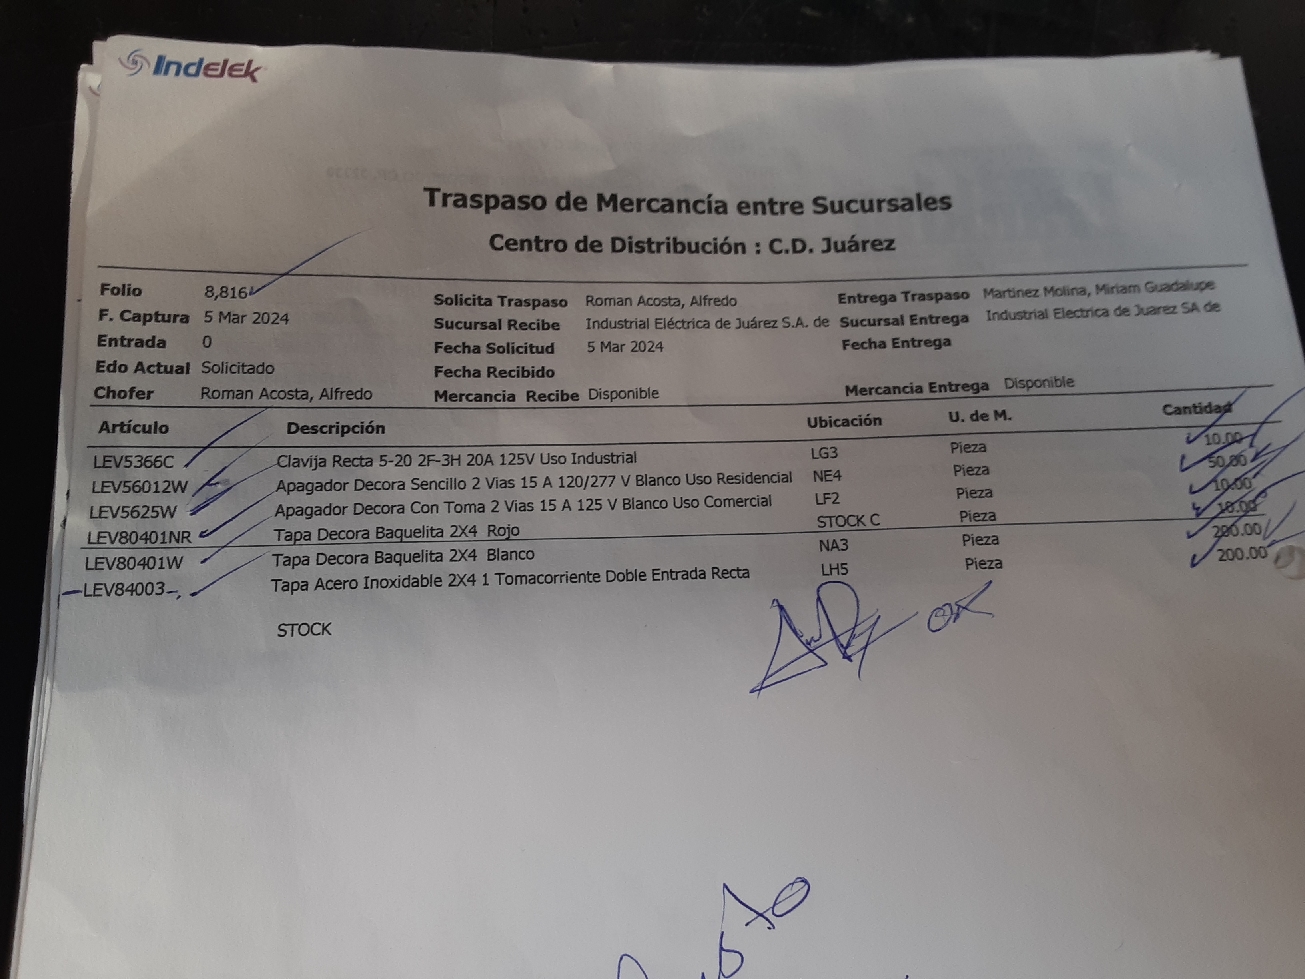 Indelek
Traspaso de Mercancía entre Sucursales
Centro de Distribución : C.D. Juárez
Folio 8,816 Solicita Traspaso Roman Acosta, Alfredo Entrega Traspaso Martinez Molina, Miriam Guadalupe
F. Captura 5 Mar 2024 Sucursal Recibe Industrial Eléctrica de Juárez S.A. de Sucursal Entrega Industrial Electrica de Juarez SA de
Entrada 0 Fecha Solicitud 5 Mar 2024 Fecha Entrega
Edo Actual Solicitado Fecha Recibido
Chofer Roman Acosta, Alfredo Mercancia Recibe Disponible Mercancia Entrega Disponible
Artículo Descripción Ubicación U. de M. Cantidad
LEV5366C Clavija Recta 5-20 2F-3H 20A 125V Uso Industrial LG3 Pieza 10.00
LEV56012W Apagador Decora Sencillo 2 Vias 15 A 120/277 V Blanco Uso Residencial NE4 Pieza 50.00
LEV5625W Apagador Decora Con Toma 2 Vias 15 A 125 V Blanco Uso Comercial LF2 Pieza 10.00
LEV80401NR Tapa Decora Baquelita 2X4 Rojo STOCK C Pieza 10.00
LEV80401W Tapa Decora Baquelita 2X4 Blanco NA3 Pieza 200.00
LEV84003 Tapa Acero Inoxidable 2X4 1 Tomacorriente Doble Entrada Recta LH5 Pieza 200.00
STOCK
OK